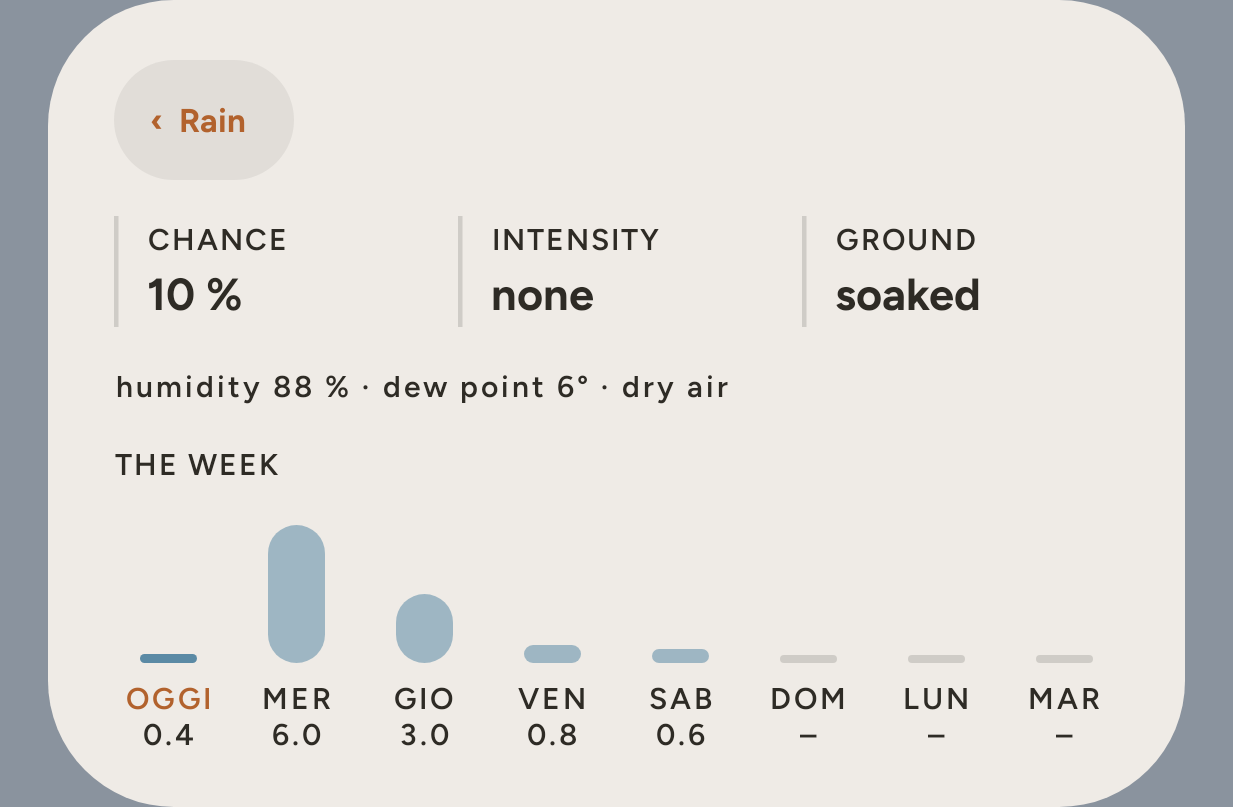 ‹ Rain
CHANCE INTENSITY GROUND
10 % none soaked
humidity 88 % · dew point 6° · dry air
THE WEEK
OGGI MER GIO VEN SAB DOM LUN MAR
0.4 6.0 3.0 0.8 0.6 – – –